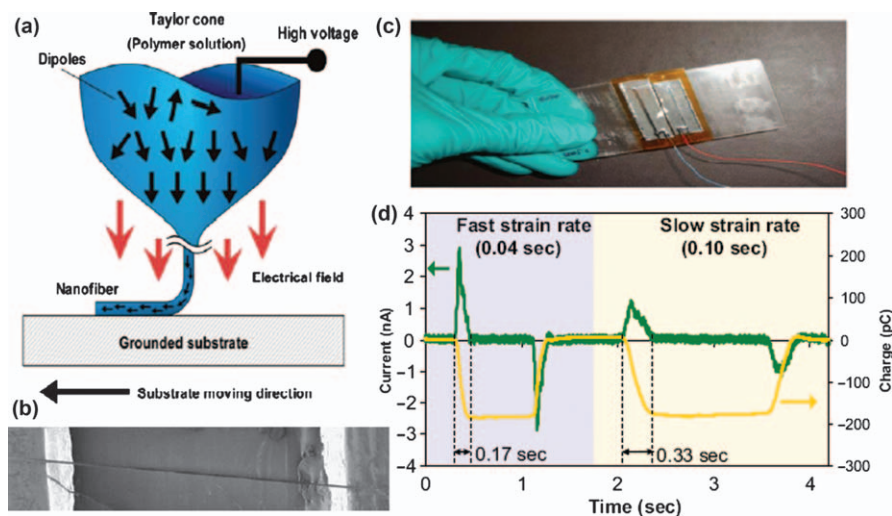 (a)
Taylor cone
(Polymer solution)
High voltage
Dipoles
Nanofiber
Electrical field
Grounded substrate
Substrate moving direction
(b)
(c)
(d)
Fast strain rate
(0.04 sec)
Slow strain rate
(0.10 sec)
Current (nA)
4
3
2
1
0
−1
−2
−3
−4
300
200
100
0
−100
−200
−300
Charge (pC)
0.17 sec
0.33 sec
0
1
2
3
4
Time (sec)